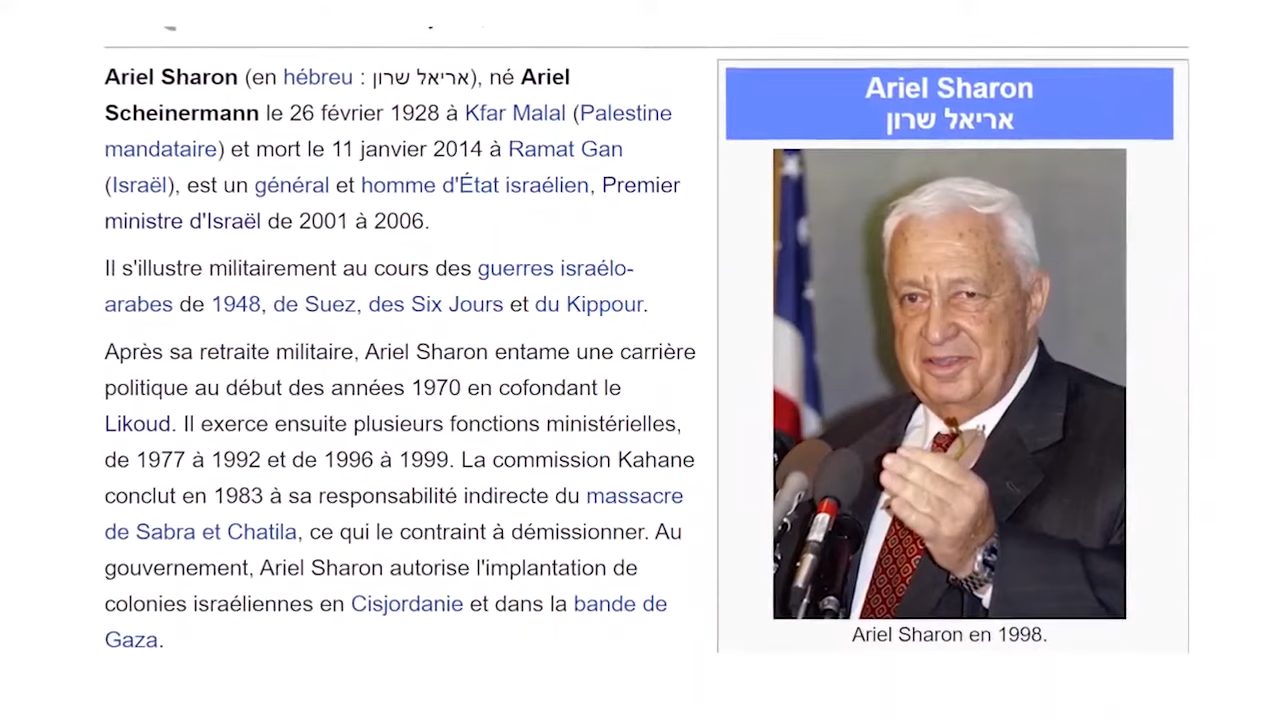 Ariel Sharon (en hébreu : אריאל שרון), né Ariel
Scheinermann le 26 février 1928 à Kfar Malal (Palestine
mandataire) et mort le 11 janvier 2014 à Ramat Gan
(Israël), est un général et homme d'État israélien, Premier
ministre d'Israël de 2001 à 2006.
Il s'illustre militairement au cours des guerres israélo-
arabes de 1948, de Suez, des Six Jours et du Kippour.
Après sa retraite militaire, Ariel Sharon entame une carrière
politique au début des années 1970 en cofondant le
Likoud. Il exerce ensuite plusieurs fonctions ministérielles,
de 1977 à 1992 et de 1996 à 1999. La commission Kahane
conclut en 1983 à sa responsabilité indirecte du massacre
de Sabra et Chatila, ce qui le contraint à démissionner. Au
gouvernement, Ariel Sharon autorise l'implantation de
colonies israéliennes en Cisjordanie et dans la bande de
Gaza.
Ariel Sharon
אריאל שרון
Ariel Sharon en 1998.